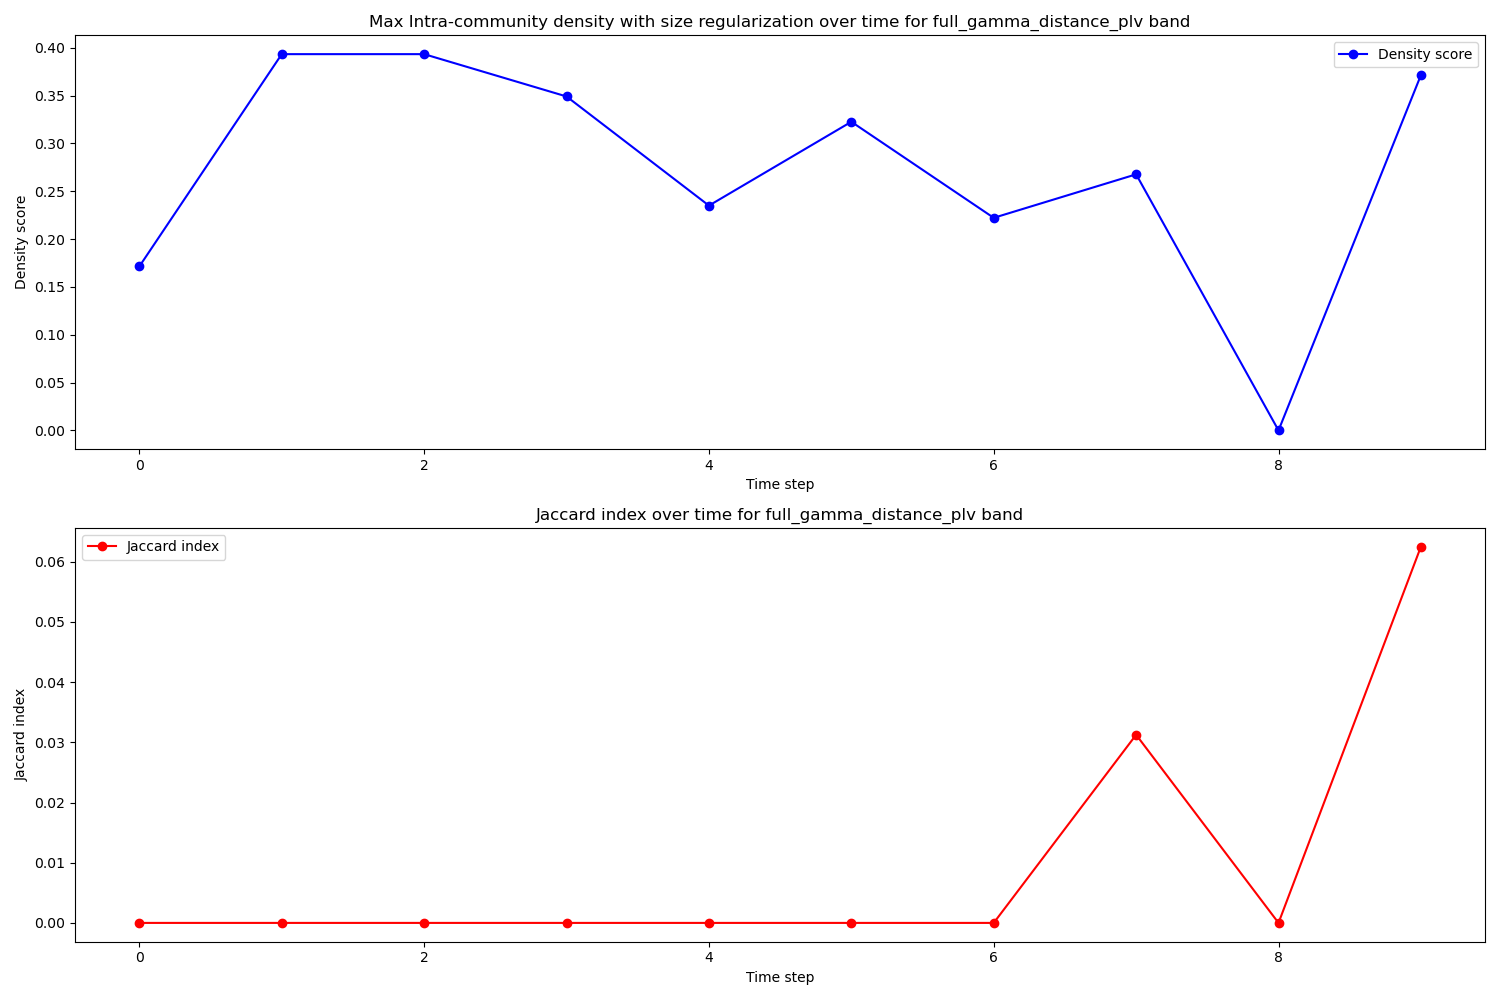 Max Intra-community density with size regularization over time for full_gamma_distance_plv band
Density score
0.40
0.35
0.30
0.25
0.20
0.15
0.10
0.05
0.00
Density score
0 2 4 6 8
Time step
Jaccard index over time for full_gamma_distance_plv band
Jaccard index
0.06
0.05
0.04
0.03
0.02
0.01
0.00
Jaccard index
0 2 4 6 8
Time step